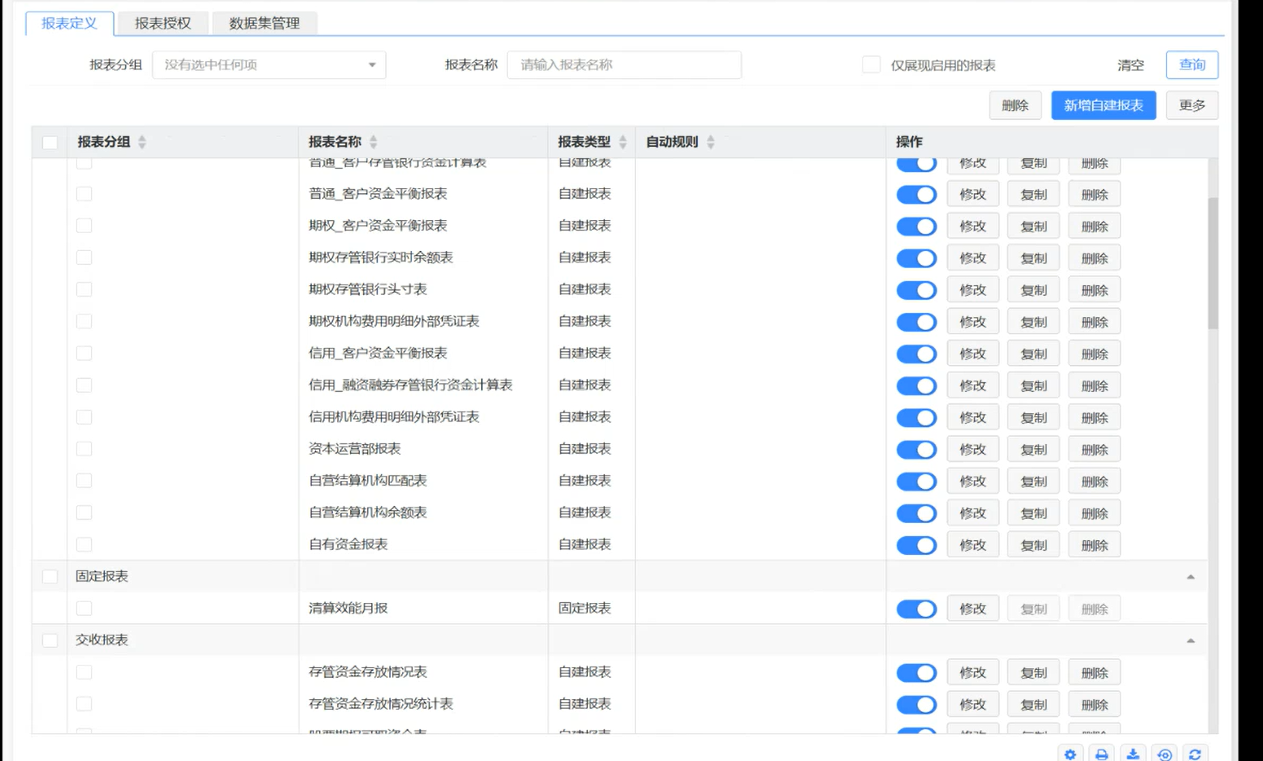 报表定义 报表授权 数据集管理
报表分组 没有选中任何项 报表名称 请输入报表名称 仅展现启用的报表 清空 查询
删除 新增自建报表 更多
报表分组 报表名称 报表类型 自动规则 操作
普通_客户存管银行资金计算表 自建报表 修改 复制 删除
普通_客户资金平衡报表 自建报表 修改 复制 删除
期权_客户资金平衡报表 自建报表 修改 复制 删除
期权存管银行实时余额表 自建报表 修改 复制 删除
期权存管银行头寸表 自建报表 修改 复制 删除
期权机构费用明细外部凭证表 自建报表 修改 复制 删除
信用_客户资金平衡报表 自建报表 修改 复制 删除
信用_融资融券存管银行资金计算表 自建报表 修改 复制 删除
信用机构费用明细外部凭证表 自建报表 修改 复制 删除
资本运营部报表 自建报表 修改 复制 删除
自营结算机构匹配表 自建报表 修改 复制 删除
自营结算机构余额表 自建报表 修改 复制 删除
自有资金报表 自建报表 修改 复制 删除
固定报表
清算效能月报 固定报表 修改 复制 删除
交收报表
存管资金存放情况表 自建报表 修改 复制 删除
存管资金存放情况统计表 自建报表 修改 复制 删除